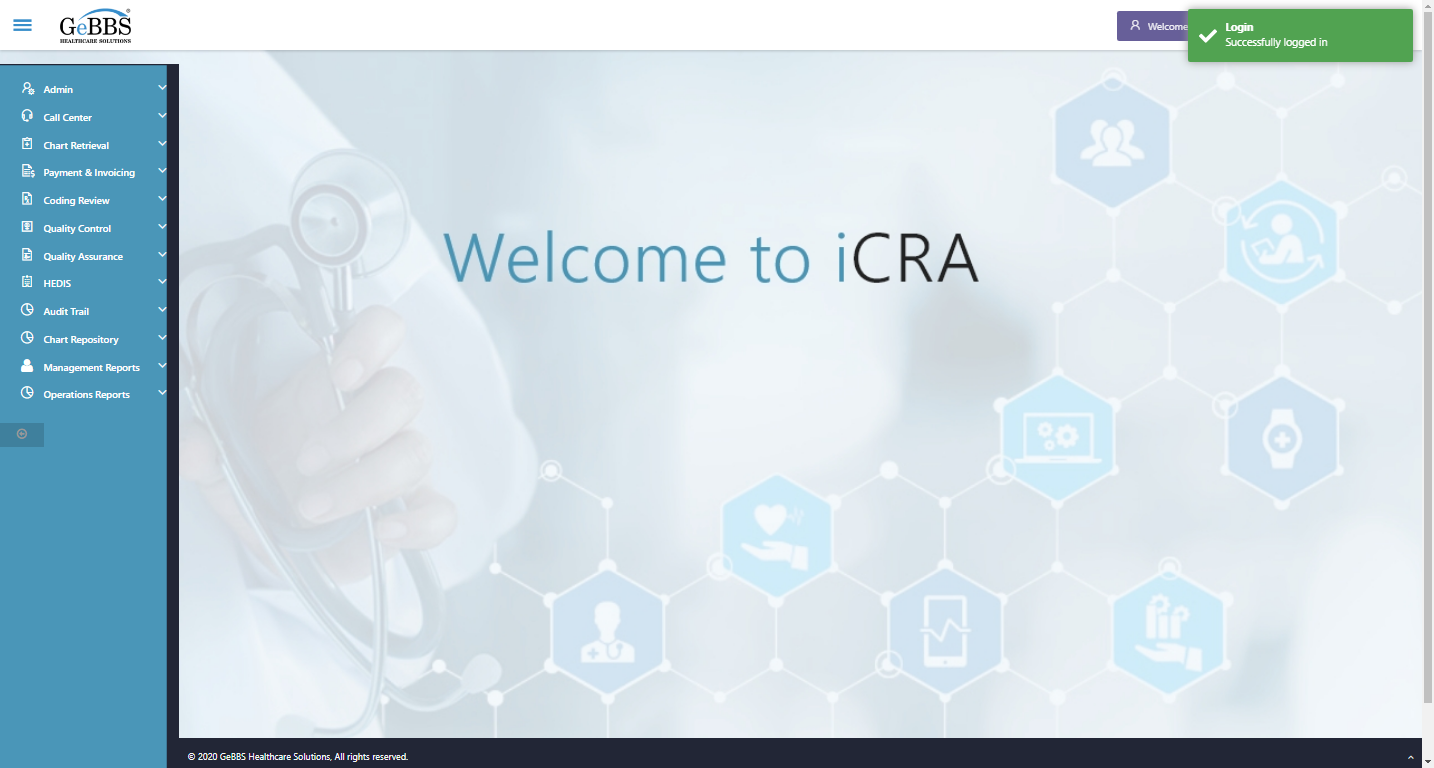 GeBBS®
HEALTHCARE SOLUTIONS
Welcome
Login
Successfully logged in
Admin
Call Center
Chart Retrieval
Payment & Invoicing
Coding Review
Quality Control
Quality Assurance
HEDIS
Audit Trail
Chart Repository
Management Reports
Operations Reports
Welcome to iCRA
© 2020 GeBBS Healthcare Solutions, All rights reserved.